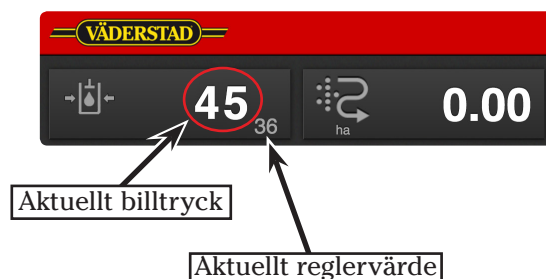 VÄDERSTAD
45
36
ha
0.00
Aktuellt billtryck
Aktuellt reglervärde